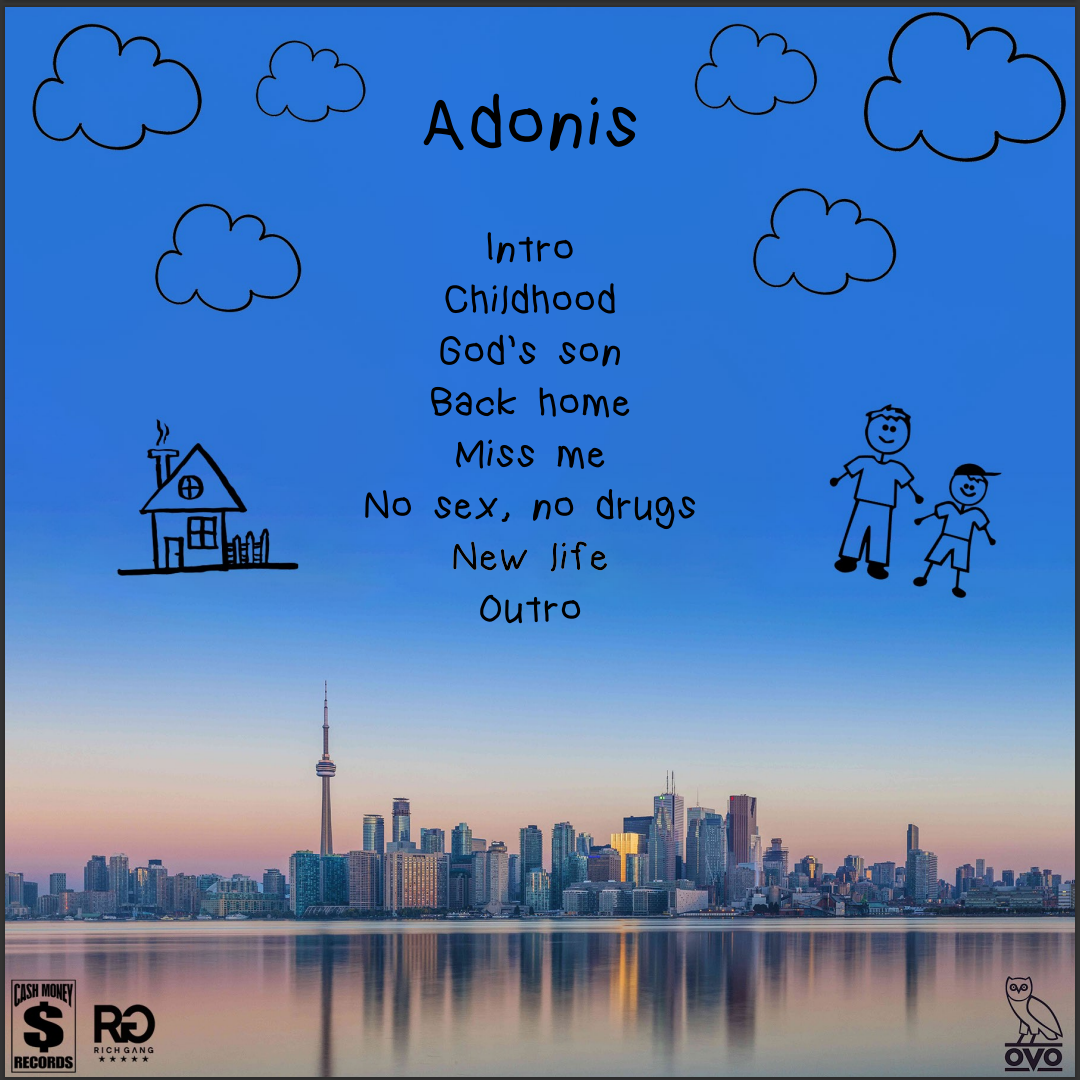 Adonis
Intro
Childhood
God's son
Back home
Miss me
No sex, no drugs
New life
Outro
CASH MONEY
$
RECORDS
RG
RICH GANG
OVO